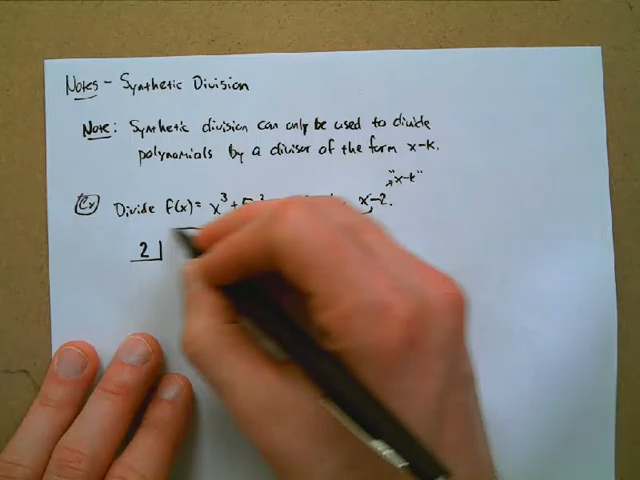 Notes - Synthetic Division
Note: Synthetic division can only be used to divide
polynomials by a divisor of the form x-k.
"x-k"
Ex Divide f(x) = x³ + 5 x-2.
2